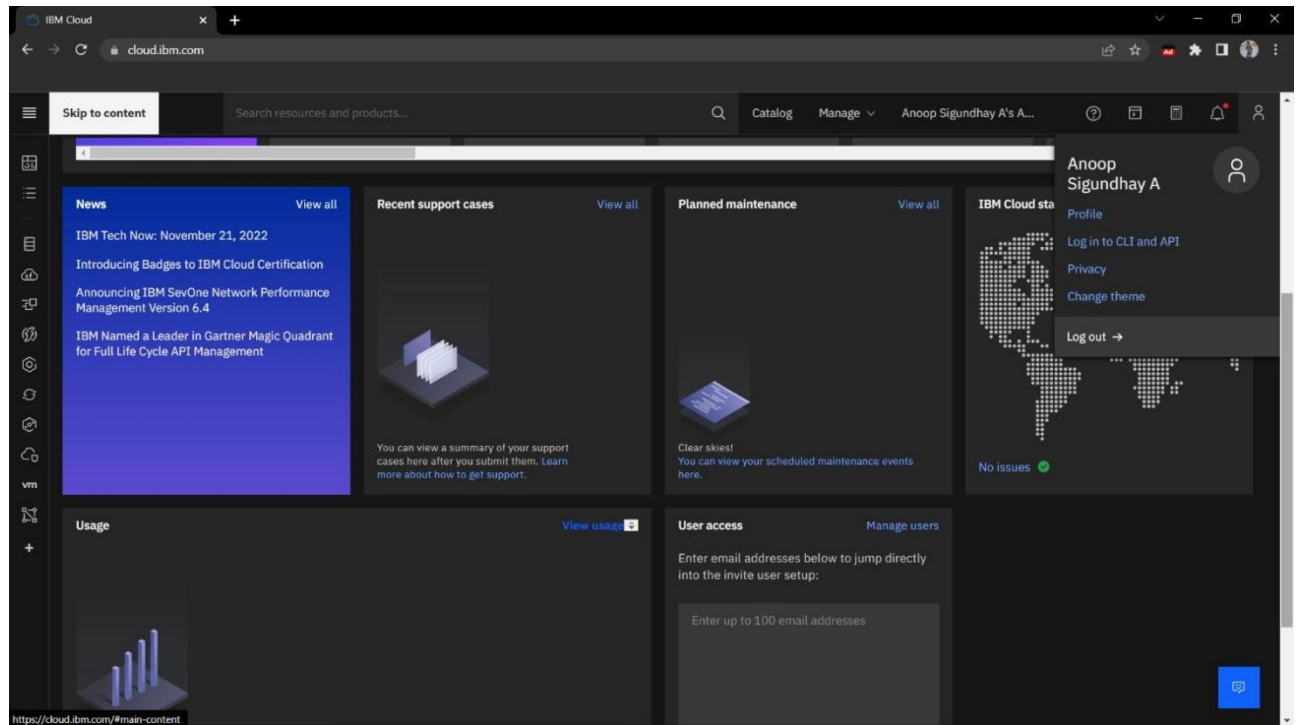 IBM Cloud
cloud.ibm.com
Ad
Skip to content
Search resources and products...
Catalog
Manage
Anoop Sigundhay A's A...
Anoop
Sigundhay A
Profile
Log in to CLI and API
Privacy
Change theme
Log out →
News
View all
IBM Tech Now: November 21, 2022
Introducing Badges to IBM Cloud Certification
Announcing IBM SevOne Network Performance
Management Version 6.4
IBM Named a Leader in Gartner Magic Quadrant
for Full Life Cycle API Management
Recent support cases
View all
You can view a summary of your support
cases here after you submit them. Learn
more about how to get support.
Planned maintenance
View all
Clear skies!
You can view your scheduled maintenance events
here.
IBM Cloud sta
No issues
vm
Usage
View usage
User access
Manage users
Enter email addresses below to jump directly
into the invite user setup:
Enter up to 100 email addresses
https://cloud.ibm.com/#main-content